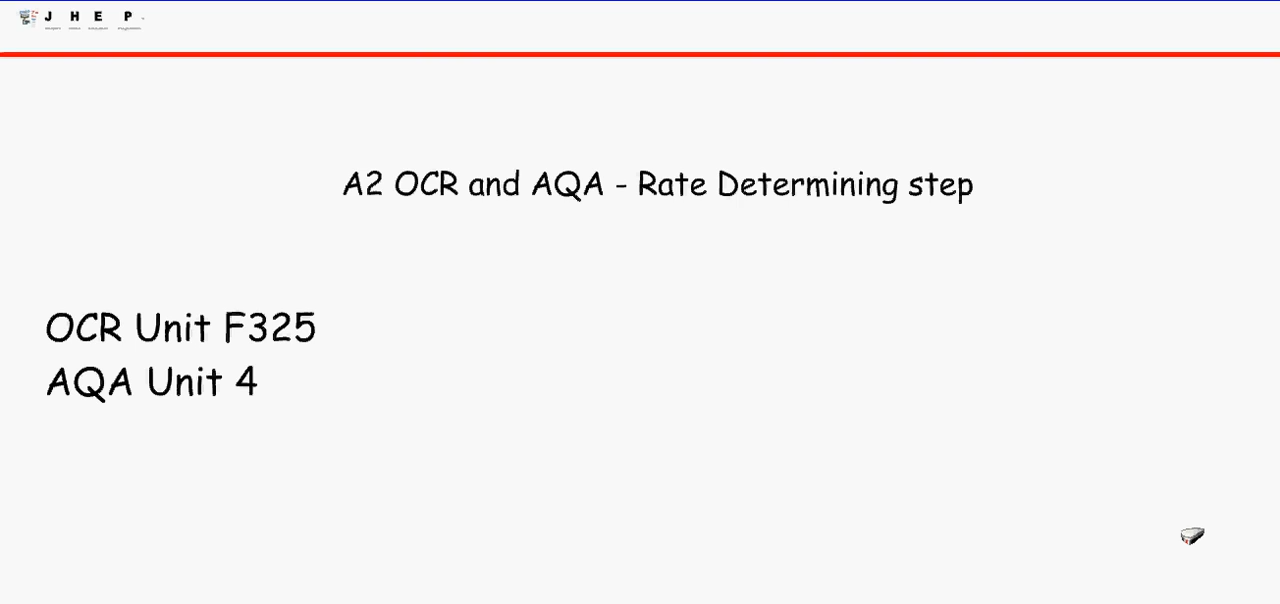 J H E P
A2 OCR and AQA - Rate Determining step
OCR Unit F325
AQA Unit 4